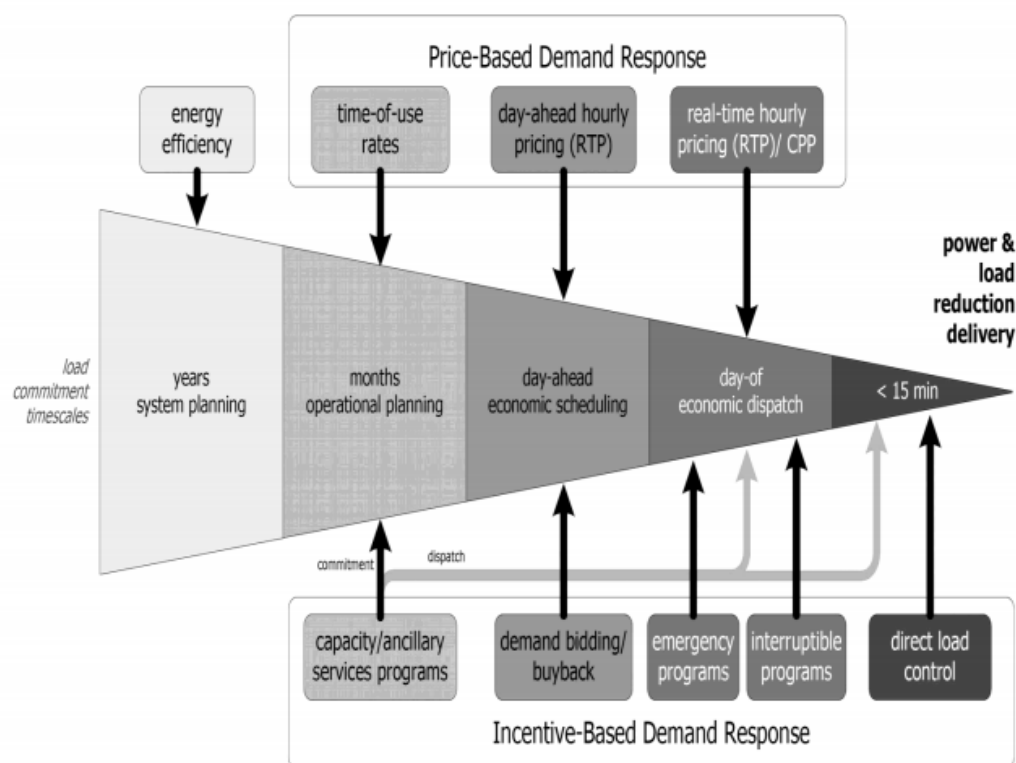 Price-Based Demand Response
energy
efficiency
time-of-use
rates
day-ahead hourly
pricing (RTP)
real-time hourly
pricing (RTP)/ CPP
power &
load
reduction
delivery
load
commitment
timescales
years
system planning
months
operational planning
day-ahead
economic scheduling
day-of
economic dispatch
< 15 min
commitment
dispatch
capacity/ancillary
services programs
demand bidding/
buyback
emergency
programs
interruptible
programs
direct load
control
Incentive-Based Demand Response